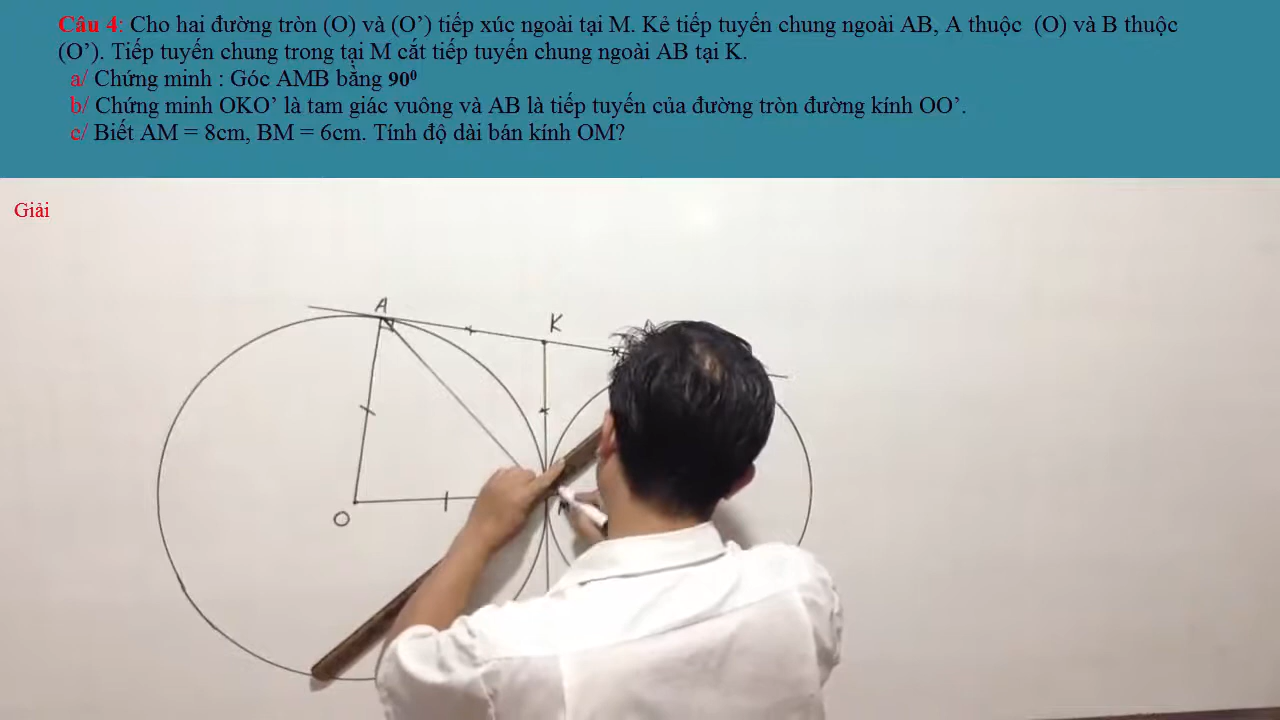 Câu 4: Cho hai đường tròn (O) và (O’) tiếp xúc ngoài tại M. Kẻ tiếp tuyến chung ngoài AB, A thuộc (O) và B thuộc
(O’). Tiếp tuyến chung trong tại M cắt tiếp tuyến chung ngoài AB tại K.
a/ Chứng minh : Góc AMB bằng 90⁰
b/ Chứng minh OKO’ là tam giác vuông và AB là tiếp tuyến của đường tròn đường kính OO’.
c/ Biết AM = 8cm, BM = 6cm. Tính độ dài bán kính OM?
Giải
A
K
O